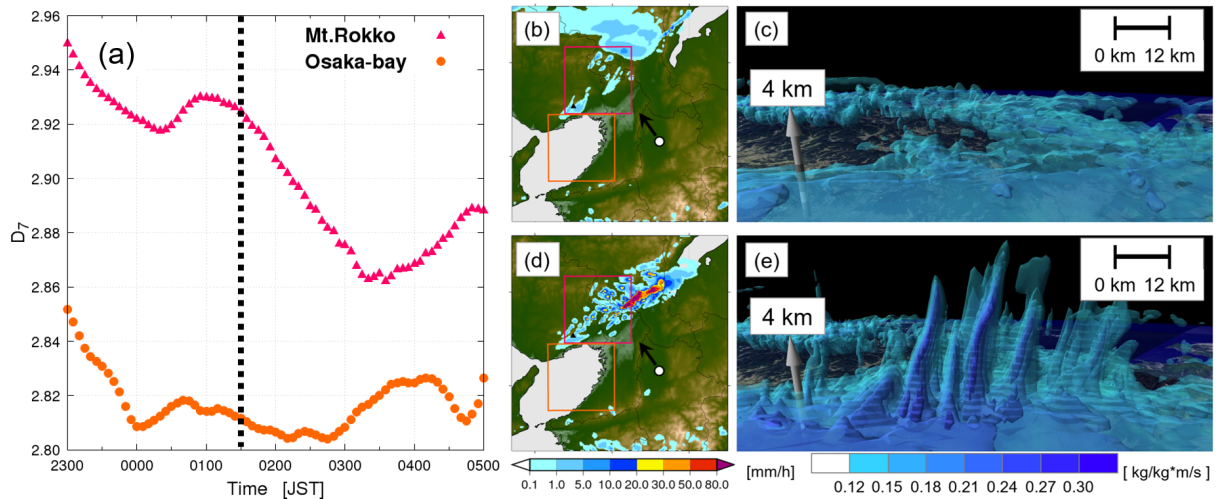 (a)
Mt.Rokko
Osaka-bay
2.96
2.94
2.92
2.90
2.88
2.86
2.84
2.82
2.80
D7
2300 0000 0100 0200 0300 0400 0500
Time [JST]
(b)
(c)
0 km 12 km
4 km
(d)
0.1 1.0 5.0 10.0 20.0 30.0 50.0 80.0
[mm/h]
(e)
0 km 12 km
4 km
0.12 0.15 0.18 0.21 0.24 0.27 0.30
[ kg/kg*m/s ]